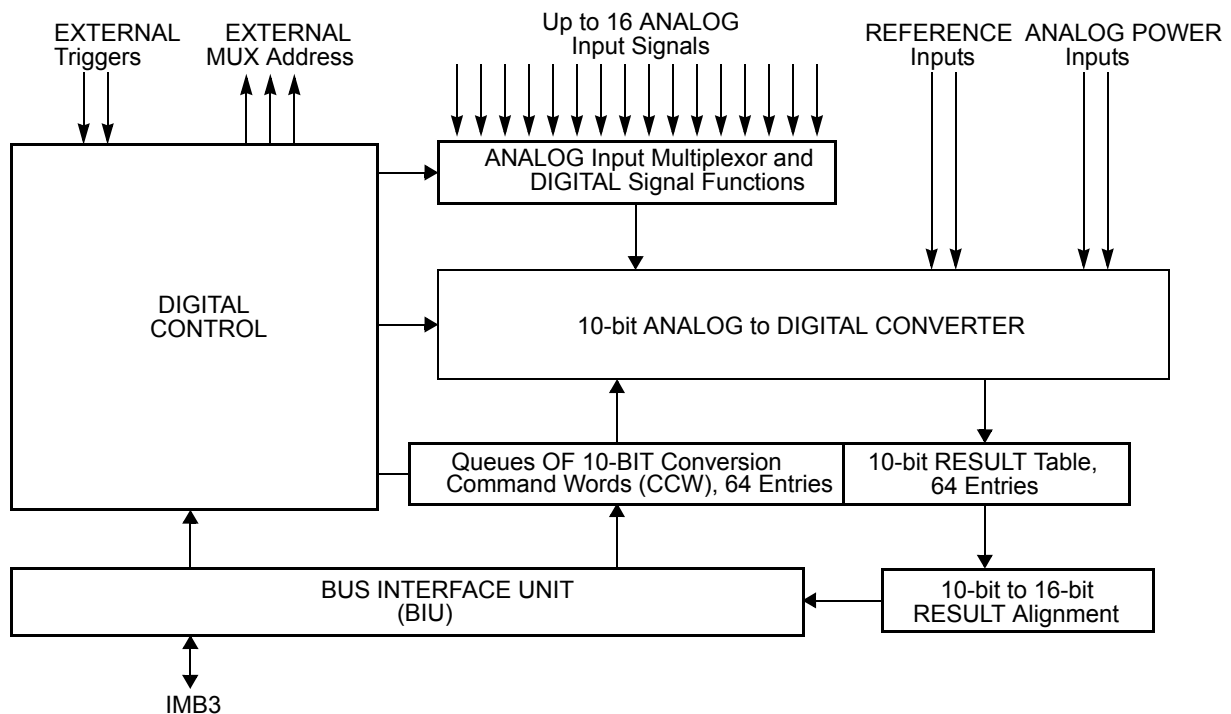 EXTERNAL
Triggers
EXTERNAL
MUX Address
Up to 16 ANALOG
Input Signals
REFERENCE
Inputs
ANALOG POWER
Inputs
ANALOG Input Multiplexor and
DIGITAL Signal Functions
DIGITAL
CONTROL
10-bit ANALOG to DIGITAL CONVERTER
Queues OF 10-BIT Conversion
Command Words (CCW), 64 Entries
10-bit RESULT Table,
64 Entries
BUS INTERFACE UNIT
(BIU)
10-bit to 16-bit
RESULT Alignment
IMB3